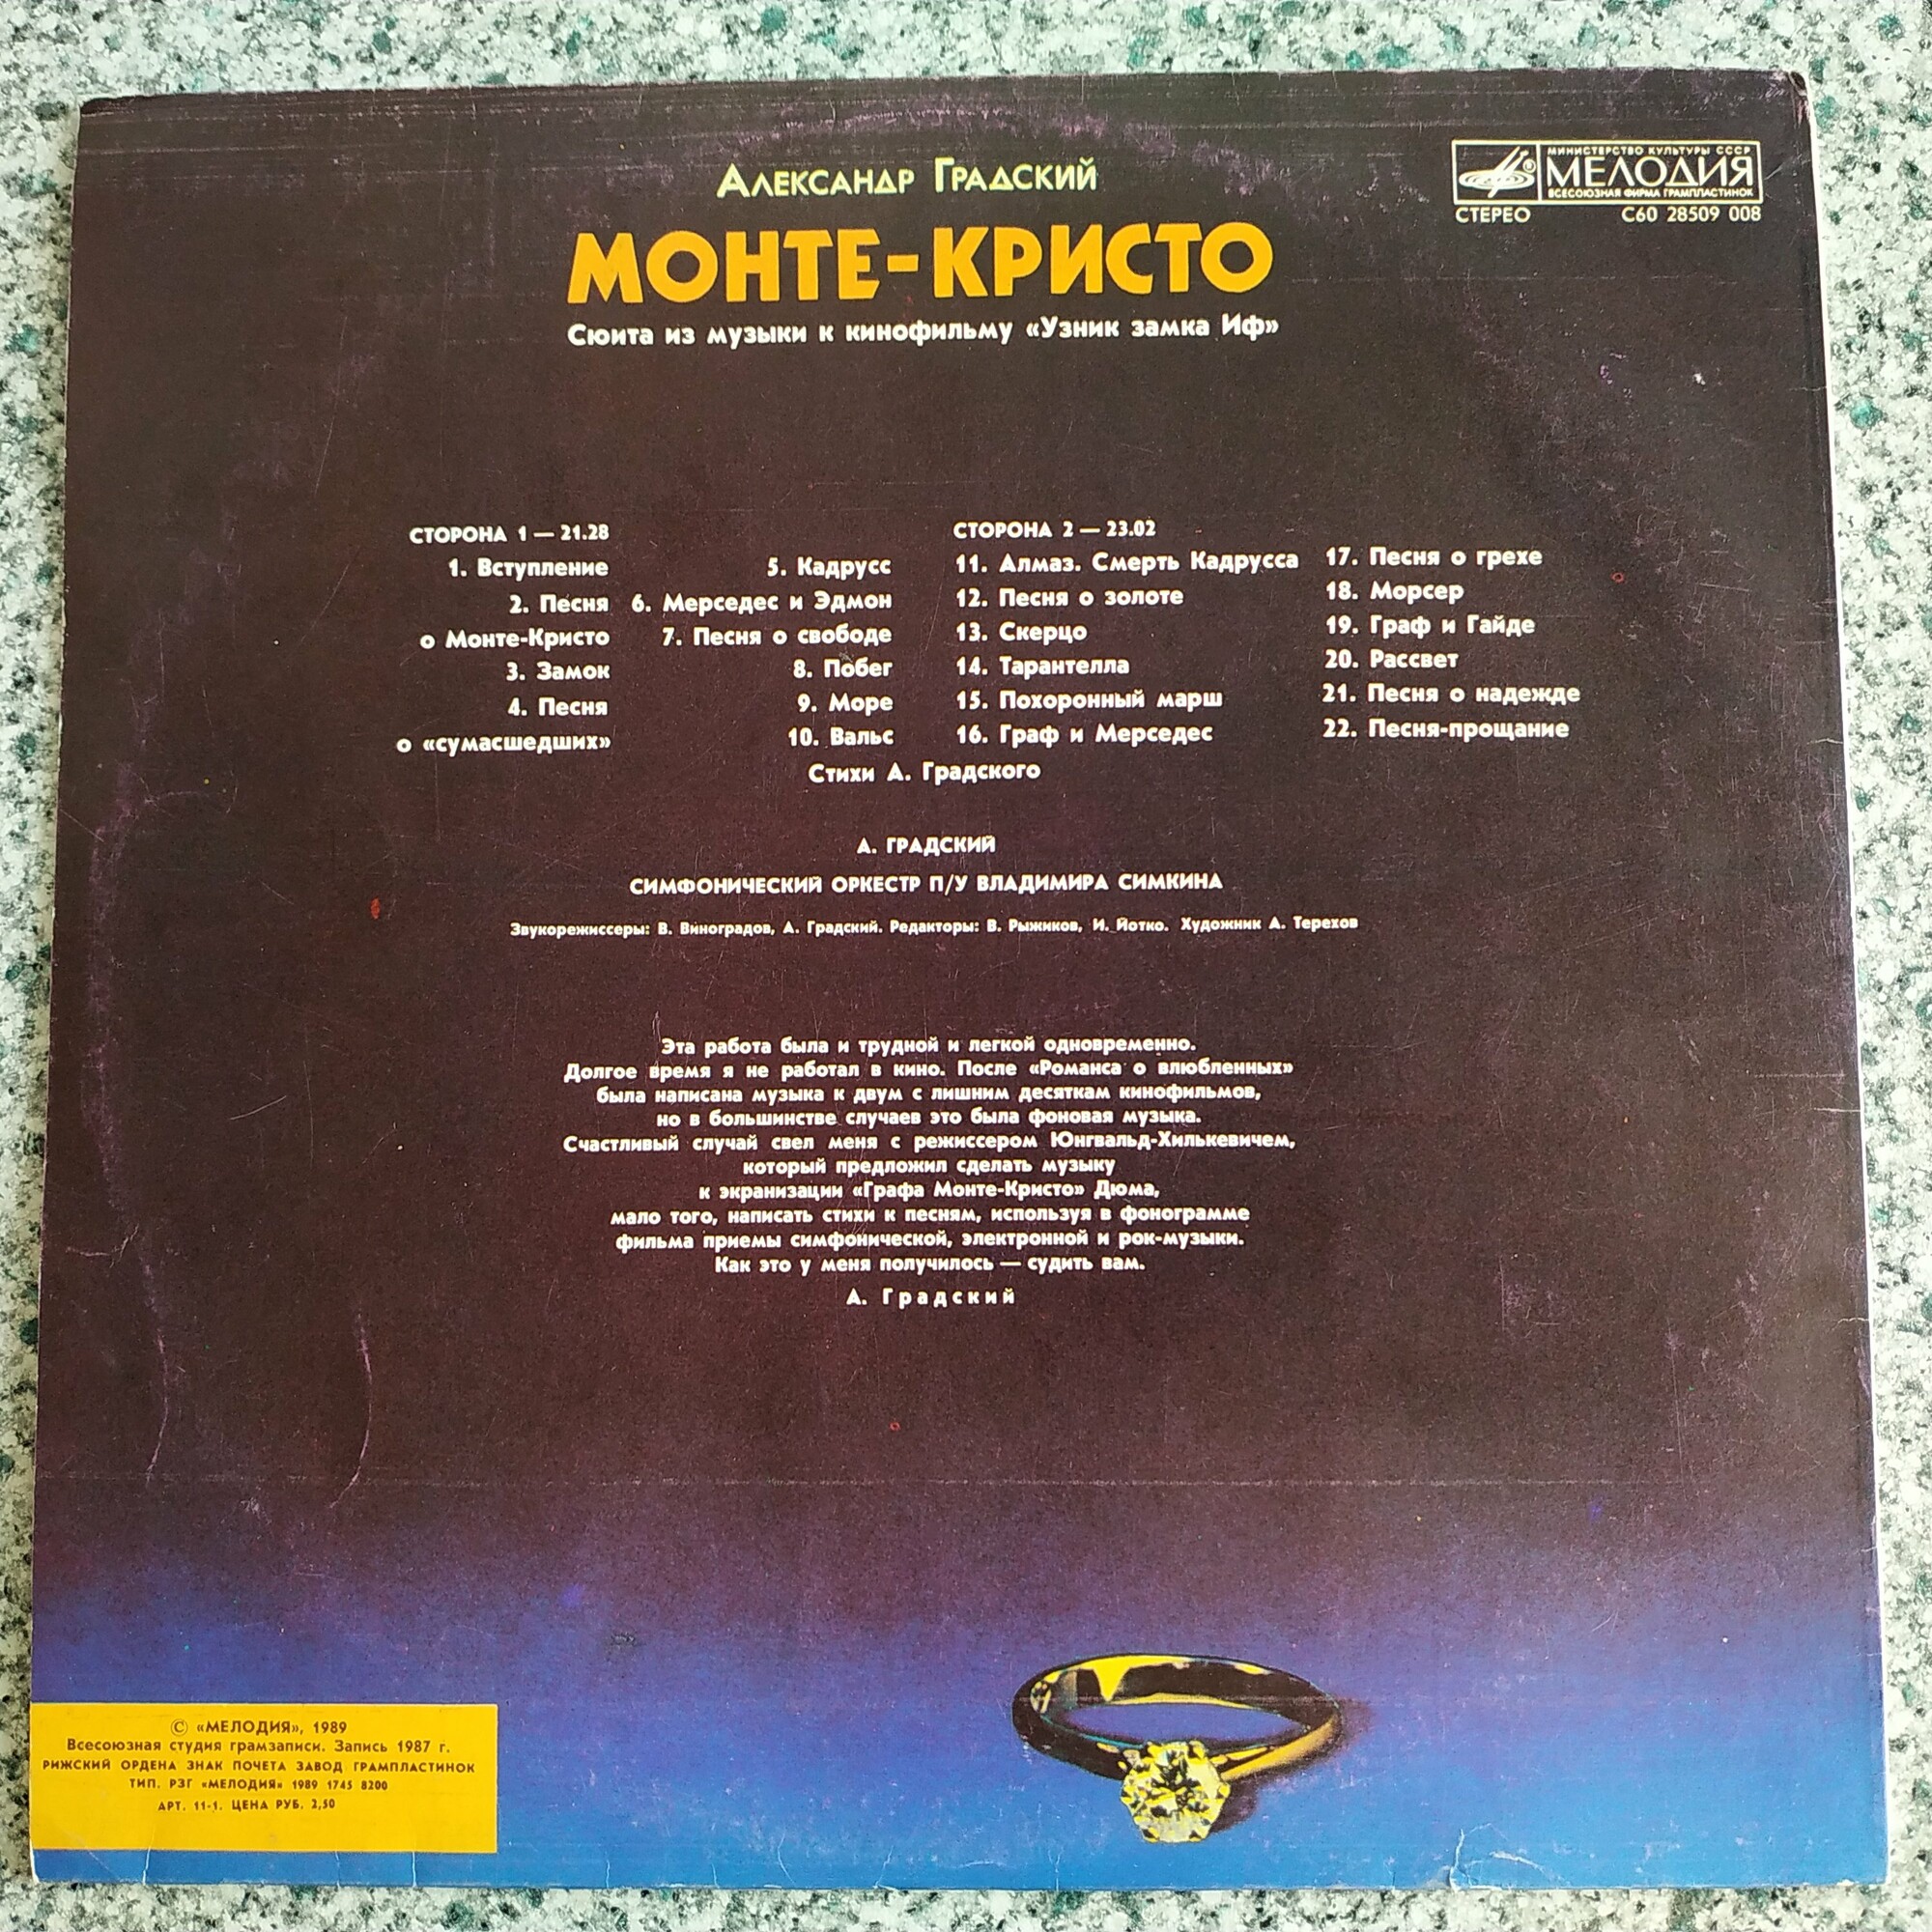 Александр Градский
МОНТЕ-КРИСТО
Сюита из музыки к кинофильму «Узник замка Иф»
МИНИСТЕРСТВО КУЛЬТУРЫ СССР
МЕЛОДИЯ
ВСЕСОЮЗНАЯ ФИРМА ГРАМПЛАСТИНОК
СТЕРЕО С60 28509 008
СТОРОНА 1 — 21.28
1. Вступление
2. Песня
о Монте-Кристо
3. Замок
4. Песня
о «сумасшедших»
5. Кадрусс
6. Мерседес и Эдмон
7. Песня о свободе
8. Побег
9. Море
10. Вальс
СТОРОНА 2 — 23.02
11. Алмаз. Смерть Кадрусса
12. Песня о золоте
13. Скерцо
14. Тарантелла
15. Похоронный марш
16. Граф и Мерседес
17. Песня о грехе
18. Морсер
19. Граф и Гайде
20. Рассвет
21. Песня о надежде
22. Песня-прощание
Стихи А. Градского
А. ГРАДСКИЙ
СИМФОНИЧЕСКИЙ ОРКЕСТР П/У ВЛАДИМИРА СИМКИНА
Звукорежиссеры: В. Виноградов, А. Градский. Редакторы: В. Рыжиков, И. Йотко. Художник А. Терехов
Эта работа была и трудной и легкой одновременно.
Долгое время я не работал в кино. После «Романса о влюбленных»
была написана музыка к двум с лишним десяткам кинофильмов,
но в большинстве случаев это была фоновая музыка.
Счастливый случай свел меня с режиссером Юнгвальд-Хилькевичем,
который предложил сделать музыку
к экранизации «Графа Монте-Кристо» Дюма,
мало того, написать стихи к песням, используя в фонограмме
фильма приемы симфонической, электронной и рок-музыки.
Как это у меня получилось — судить вам.
А. Градский
© «МЕЛОДИЯ», 1989
Всесоюзная студия грамзаписи. Запись 1987 г.
РИЖСКИЙ ОРДЕНА ЗНАК ПОЧЕТА ЗАВОД ГРАМПЛАСТИНОК
ТИП. РЗГ «МЕЛОДИЯ» 1989 1745 8200
АРТ. 11-1. ЦЕНА РУБ. 2,50